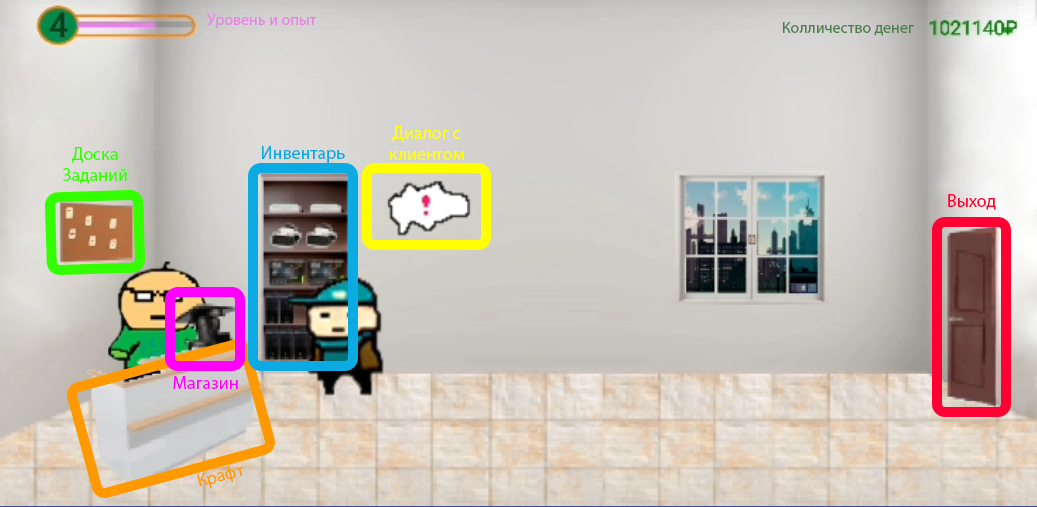 4
Уровень и опыт
Колличество денег
1021140₽
Диалог с
клиентом
Доска
Заданий
Инвентарь
Выход
Магазин
Крафт